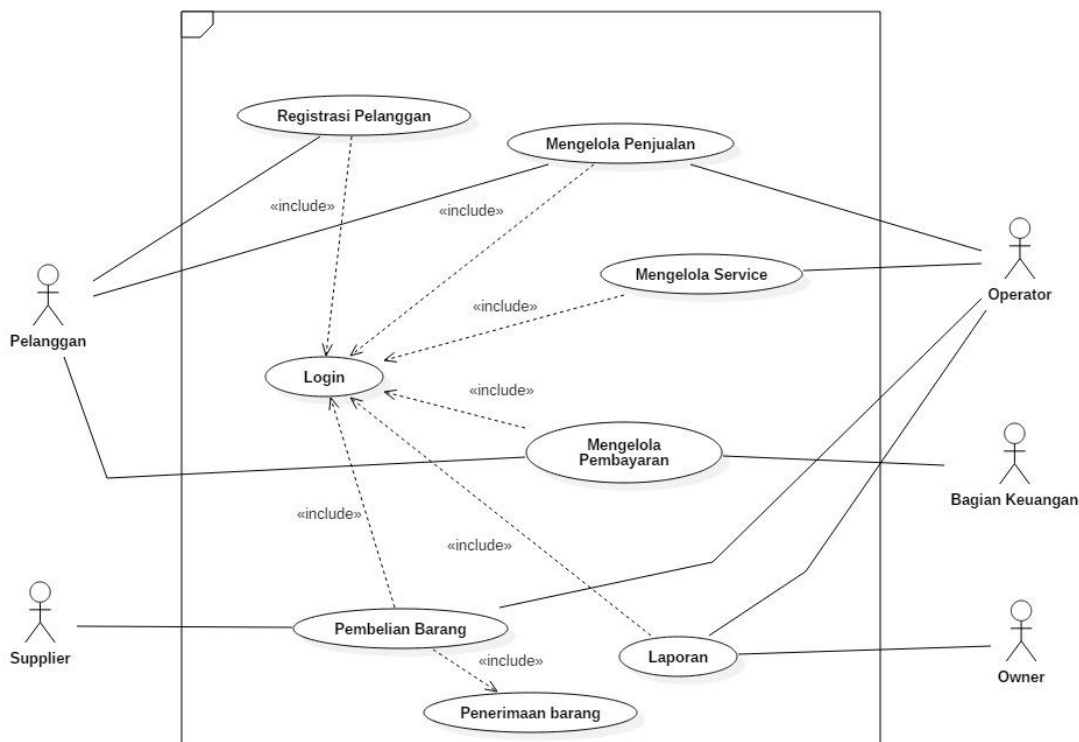 Registrasi Pelanggan
Mengelola Penjualan
«include»
«include»
Mengelola Service
Operator
«include»
Pelanggan
Login
«include»
Mengelola
Pembayaran
Bagian Keuangan
«include»
«include»
Pembelian Barang
Supplier
«include»
Laporan
Owner
Penerimaan barang